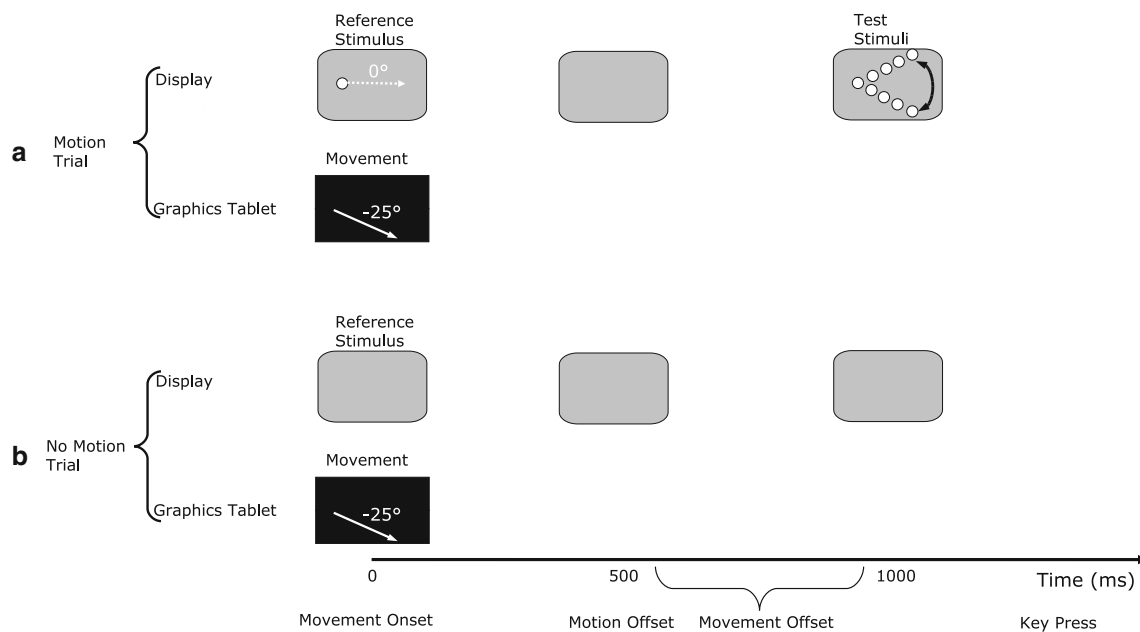 Reference
Stimulus
Test
Stimuli
Display
0°
a
Motion
Trial
Movement
Graphics Tablet
-25°
Reference
Stimulus
Display
b
No Motion
Trial
Movement
Graphics Tablet
-25°
0
500
1000
Time (ms)
Movement Onset
Motion Offset
Movement Offset
Key Press